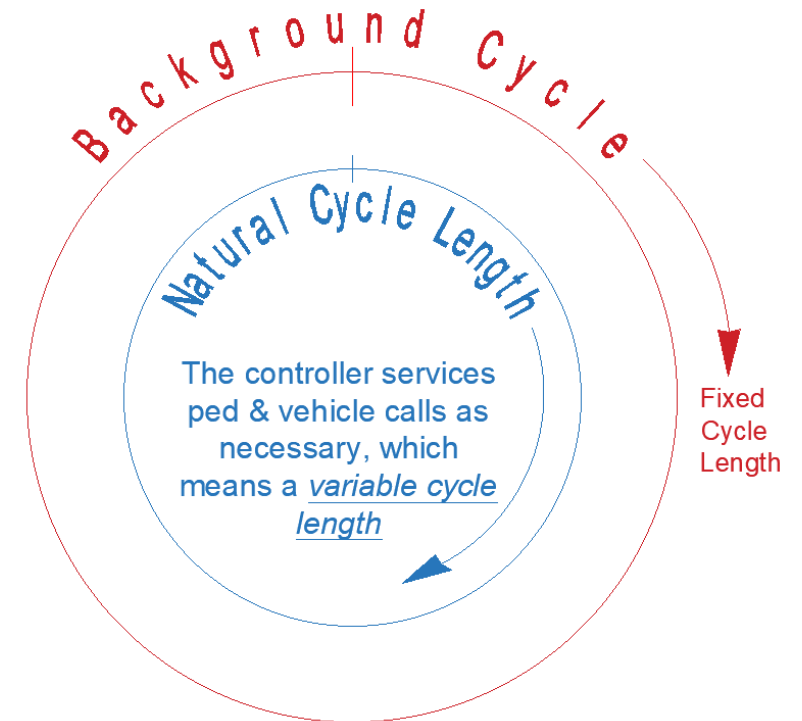 Background Cycle
Natural Cycle Length
The controller services
ped & vehicle calls as
necessary, which
means a variable cycle
length
Fixed
Cycle
Length